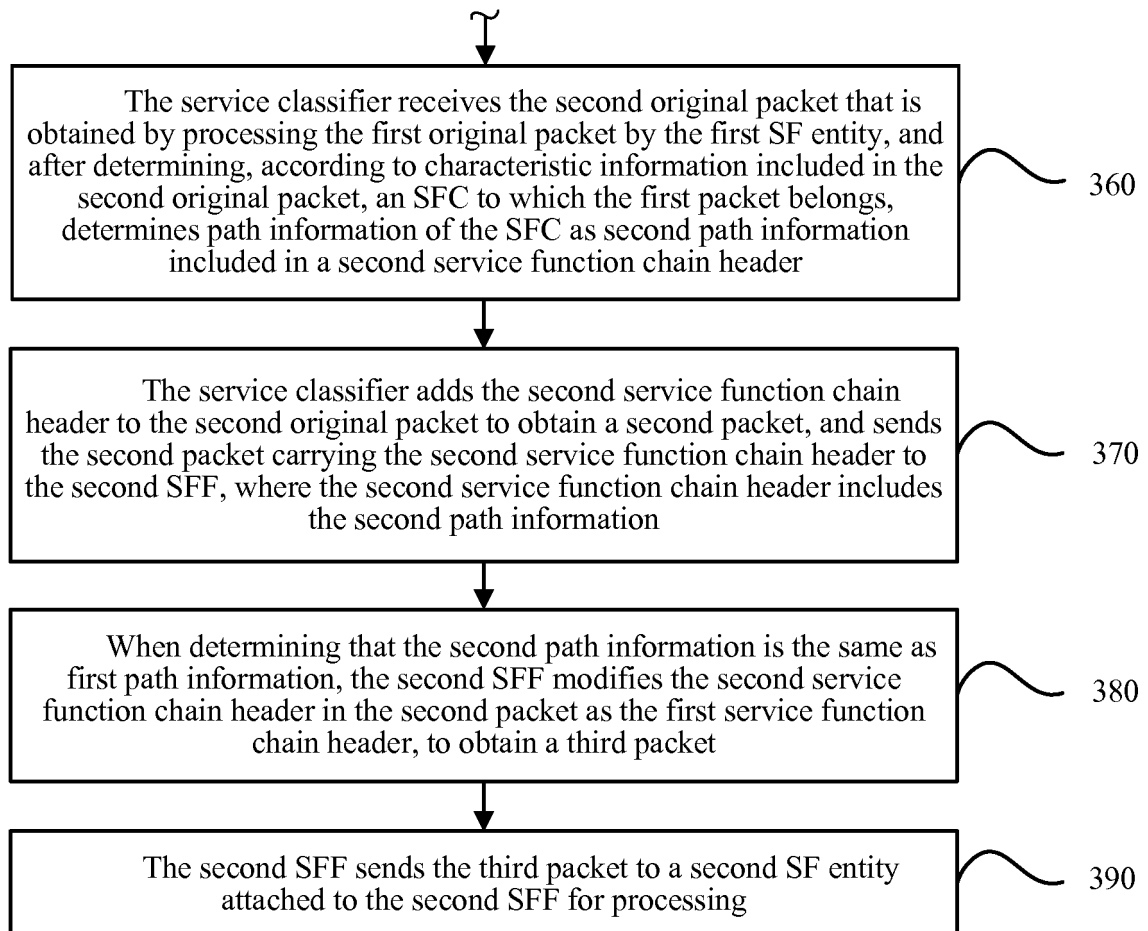 The service classifier receives the second original packet that is
obtained by processing the first original packet by the first SF entity, and
after determining, according to characteristic information included in the
second original packet, an SFC to which the first packet belongs,
determines path information of the SFC as second path information
included in a second service function chain header
360
The service classifier adds the second service function chain
header to the second original packet to obtain a second packet, and sends
the second packet carrying the second service function chain header to
the second SFF, where the second service function chain header includes
the second path information
370
When determining that the second path information is the same as
first path information, the second SFF modifies the second service
function chain header in the second packet as the first service function
chain header, to obtain a third packet
380
The second SFF sends the third packet to a second SF entity
attached to the second SFF for processing
390